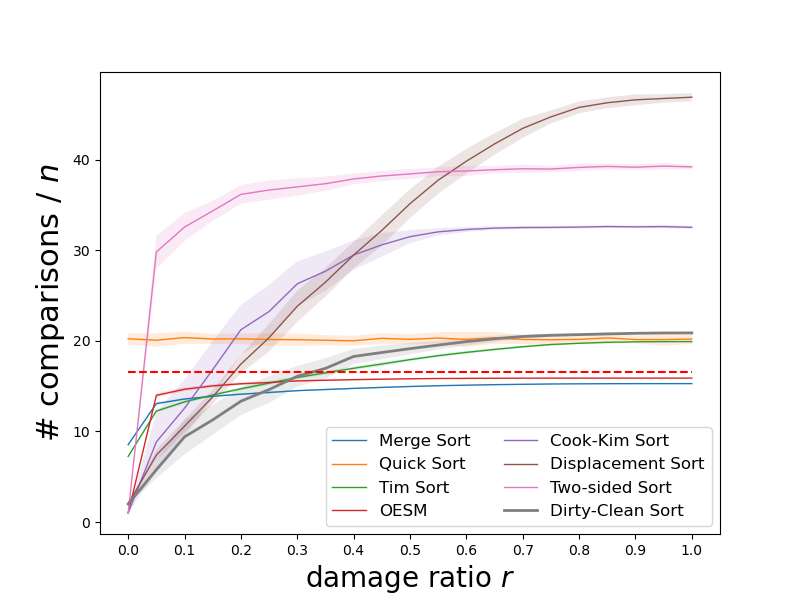 # comparisons / n
40
30
20
10
0
0.0 0.1 0.2 0.3 0.4 0.5 0.6 0.7 0.8 0.9 1.0
damage ratio r
Merge Sort
Quick Sort
Tim Sort
OESM
Cook-Kim Sort
Displacement Sort
Two-sided Sort
Dirty-Clean Sort